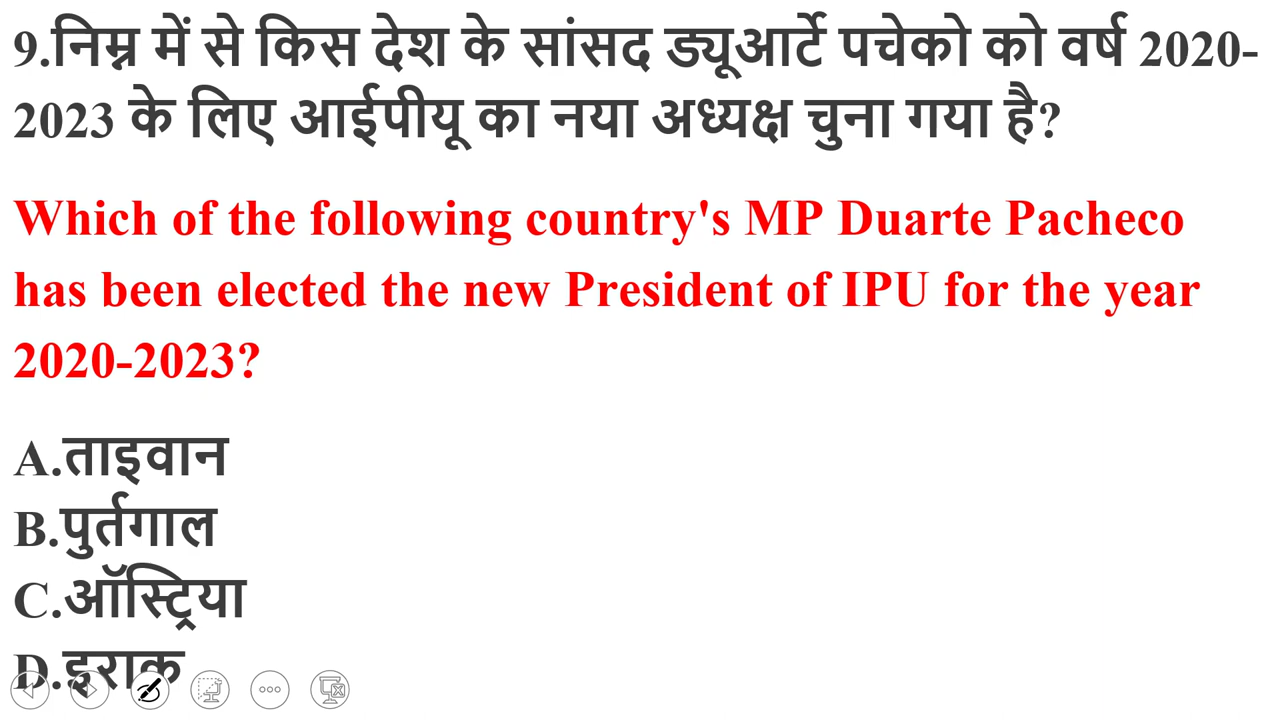 9.निम्न में से किस देश के सांसद ड्यूआर्टे पचेको को वर्ष 2020-
2023 के लिए आईपीयू का नया अध्यक्ष चुना गया है?
Which of the following country's MP Duarte Pacheco
has been elected the new President of IPU for the year
2020-2023?
A.ताइवान
B.पुर्तगाल
C.ऑस्ट्रिया
D.इराक